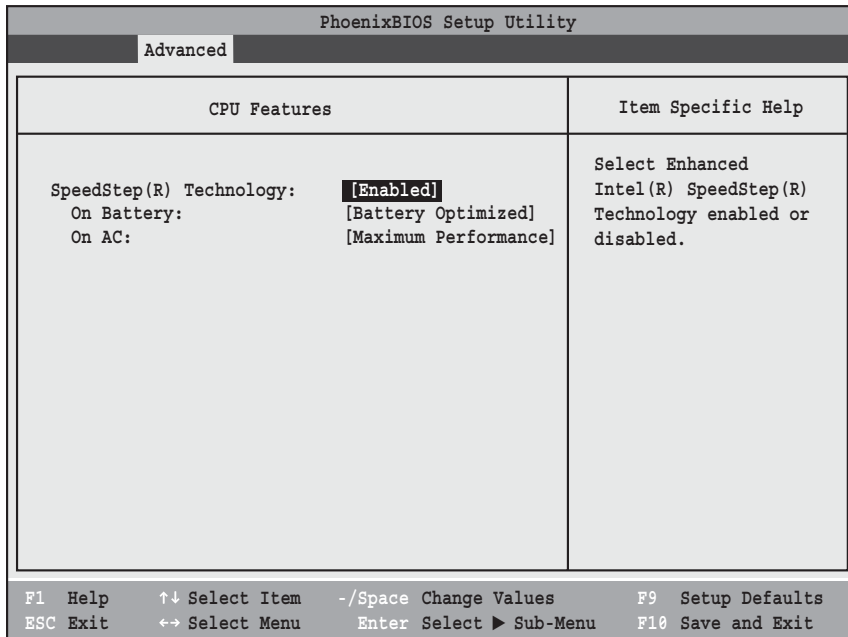 PhoenixBIOS Setup Utility
Advanced
CPU Features
Item Specific Help
SpeedStep(R) Technology: [Enabled]
On Battery: [Battery Optimized]
On AC: [Maximum Performance]
Select Enhanced
Intel(R) SpeedStep(R)
Technology enabled or
disabled.
F1 Help ↑↓ Select Item -/Space Change Values F9 Setup Defaults
ESC Exit ←→ Select Menu Enter Select ▶ Sub-Menu F10 Save and Exit